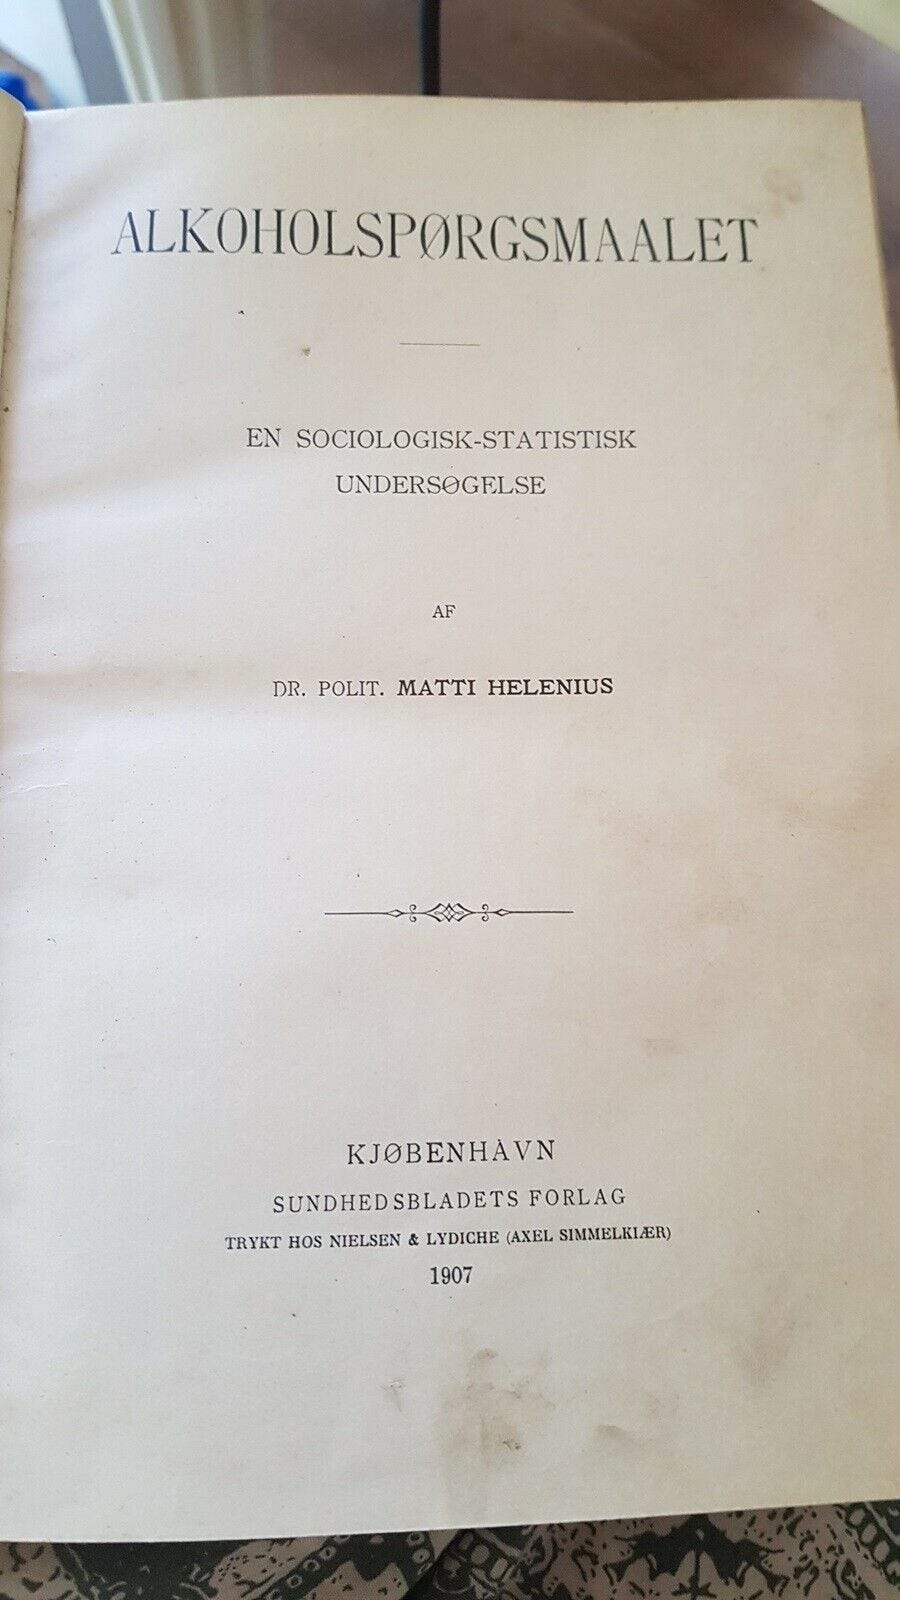 ALKOHOLSPØRGSMAALET
EN SOCIOLOGISK-STATISTISK
UNDERSØGELSE
AF
DR. POLIT. MATTI HELENIUS
KJØBENHAVN
SUNDHEDSBLADETS FORLAG
TRYKT HOS NIELSEN & LYDICHE (AXEL SIMMELKIÆR)
1907